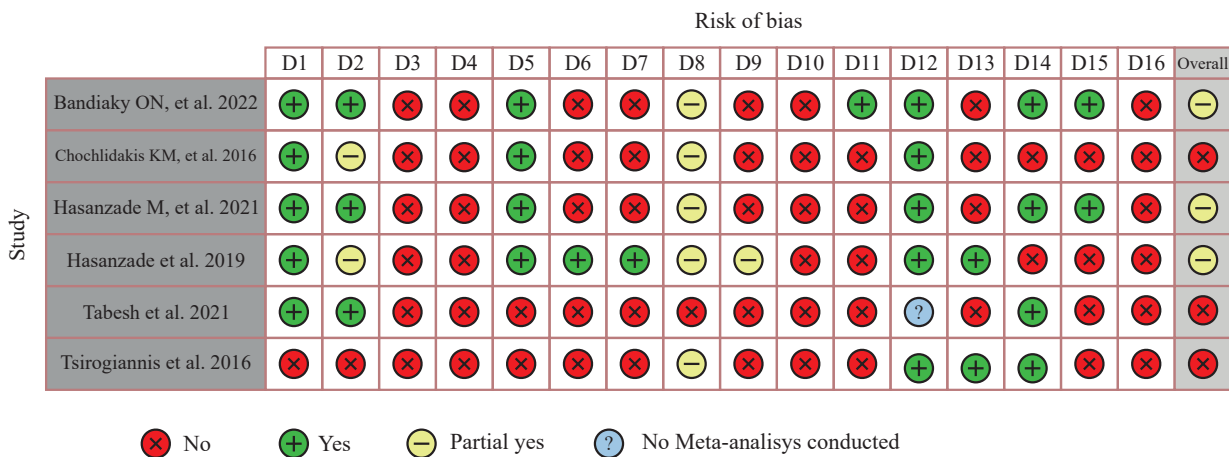 Risk of bias
D1 D2 D3 D4 D5 D6 D7 D8 D9 D10 D11 D12 D13 D14 D15 D16 Overall
Study
Bandiaky ON, et al. 2022
Chochlidakis KM, et al. 2016
Hasanzade M, et al. 2021
Hasanzade et al. 2019
Tabesh et al. 2021
?
Tsirogiannis et al. 2016
No Yes Partial yes ? No Meta-analisys conducted